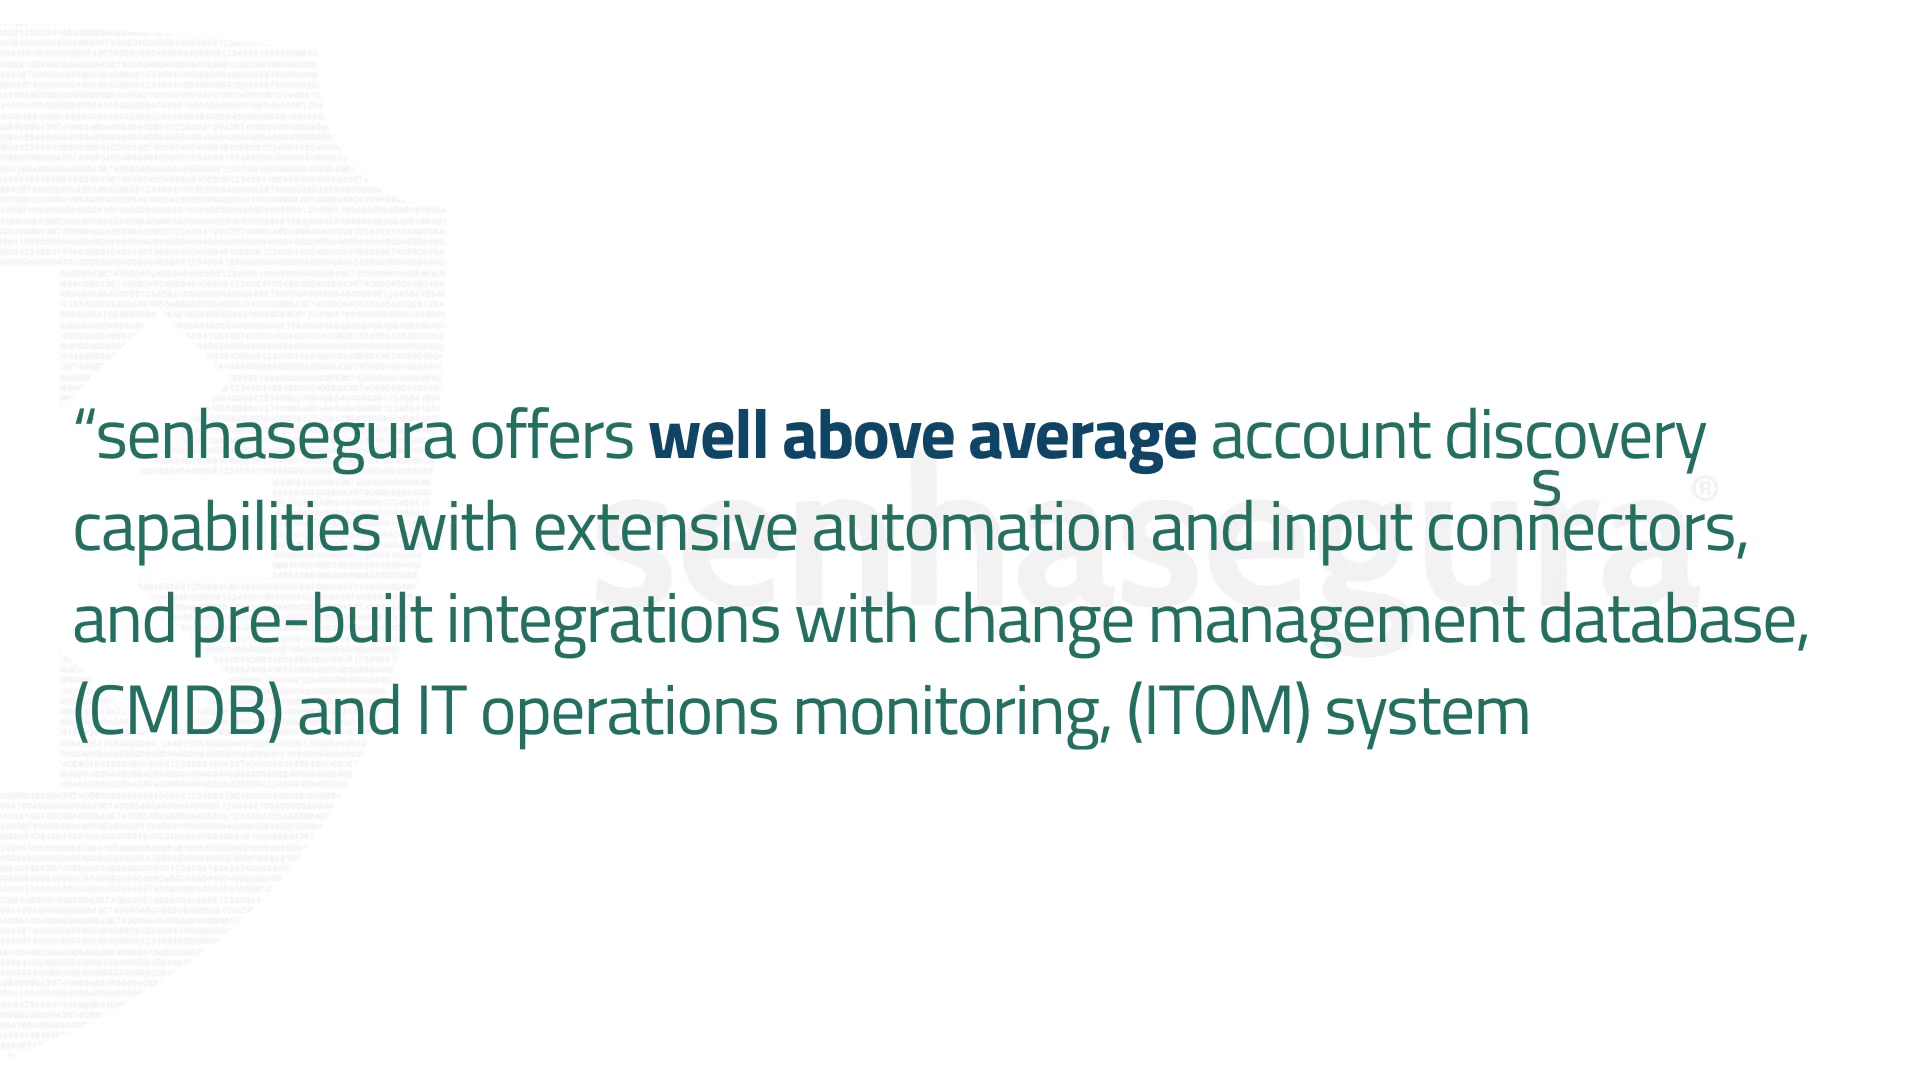 “senhasegura offers well above average account discovery
capabilities with extensive automation and input connectors,
and pre-built integrations with change management database,
(CMDB) and IT operations monitoring, (ITOM) system
s
senhasegura®